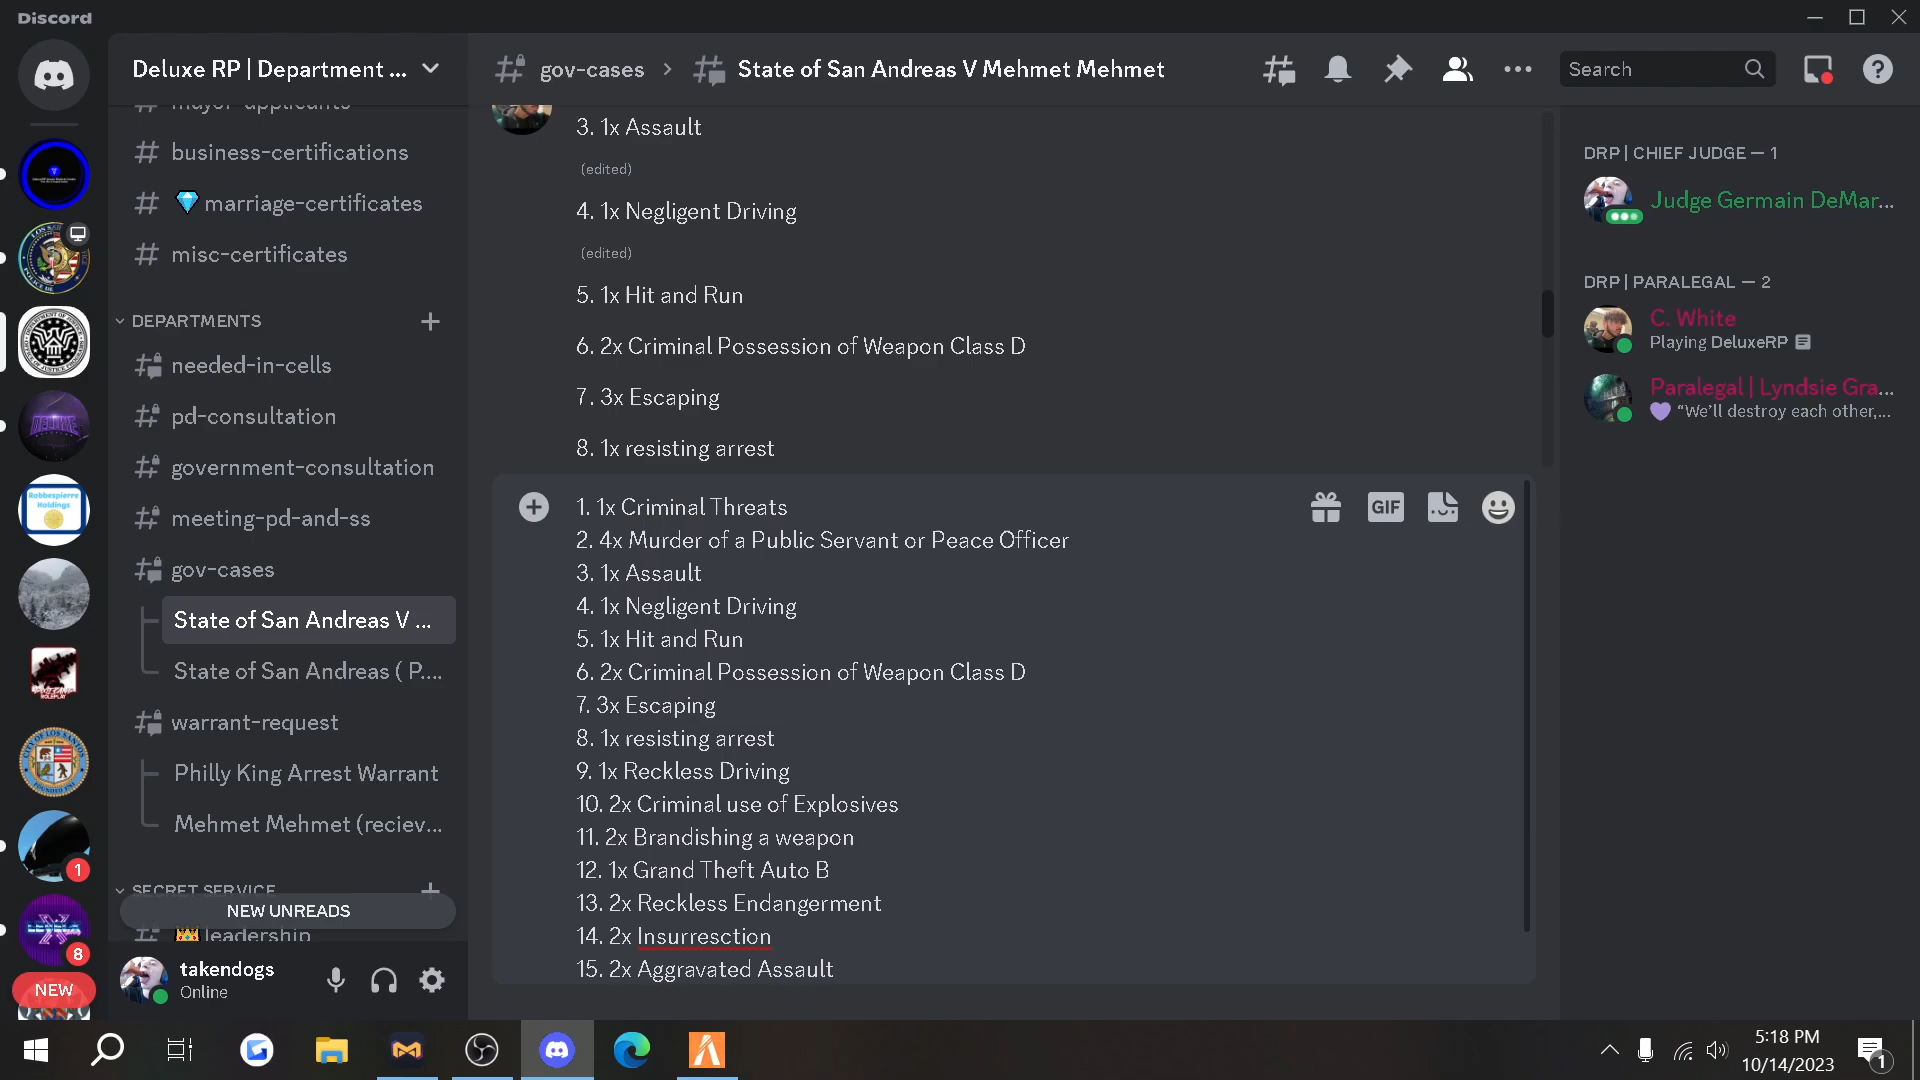 Discord
Deluxe RP | Department ...
mayor-applicants
business-certifications
marriage-certificates
misc-certificates
DEPARTMENTS
needed-in-cells
pd-consultation
government-consultation
meeting-pd-and-ss
gov-cases
State of San Andreas V ...
State of San Andreas ( P....
warrant-request
Philly King Arrest Warrant
Mehmet Mehmet (reciev...
SECRET SERVICE
NEW UNREADS
leadership
1
8
NEW
takendogs
Online
gov-cases
State of San Andreas V Mehmet Mehmet
Search
3. 1x Assault
(edited)
4. 1x Negligent Driving
(edited)
5. 1x Hit and Run
6. 2x Criminal Possession of Weapon Class D
7. 3x Escaping
8. 1x resisting arrest
1. 1x Criminal Threats
2. 4x Murder of a Public Servant or Peace Officer
3. 1x Assault
4. 1x Negligent Driving
5. 1x Hit and Run
6. 2x Criminal Possession of Weapon Class D
7. 3x Escaping
8. 1x resisting arrest
9. 1x Reckless Driving
10. 2x Criminal use of Explosives
11. 2x Brandishing a weapon
12. 1x Grand Theft Auto B
13. 2x Reckless Endangerment
14. 2x Insurresction
15. 2x Aggravated Assault
GIF
DRP | CHIEF JUDGE — 1
Judge Germain DeMar...
DRP | PARALEGAL — 2
C. White
Playing DeluxeRP
Paralegal | Lyndsie Gra...
“We'll destroy each other,...
5:18 PM
10/14/2023
1